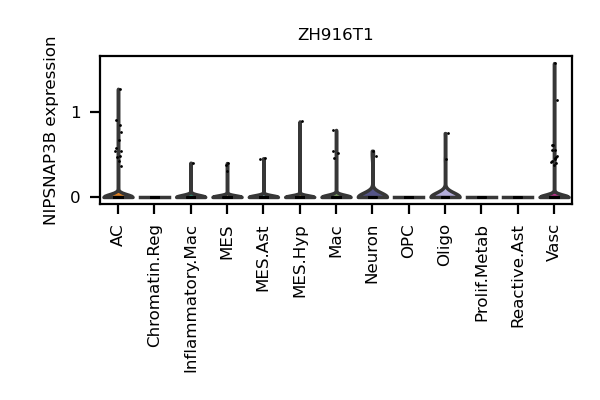 ZH916T1
NIPSNAP3B expression
1
0
AC
Chromatin.Reg
Inflammatory.Mac
MES
MES.Ast
MES.Hyp
Mac
Neuron
OPC
Oligo
Prolif.Metab
Reactive.Ast
Vasc